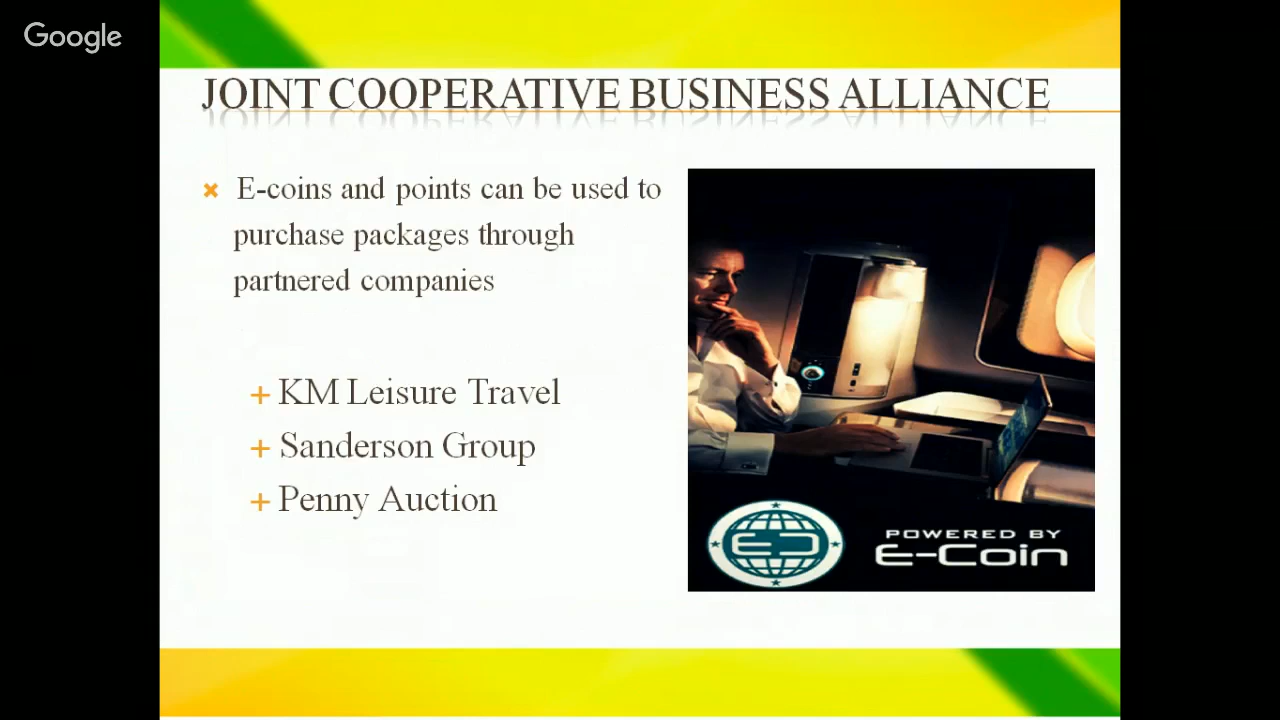 Google
JOINT COOPERATIVE BUSINESS ALLIANCE
E-coins and points can be used to
purchase packages through
partnered companies
KM Leisure Travel
Sanderson Group
Penny Auction
EC
POWERED BY
E-Coin